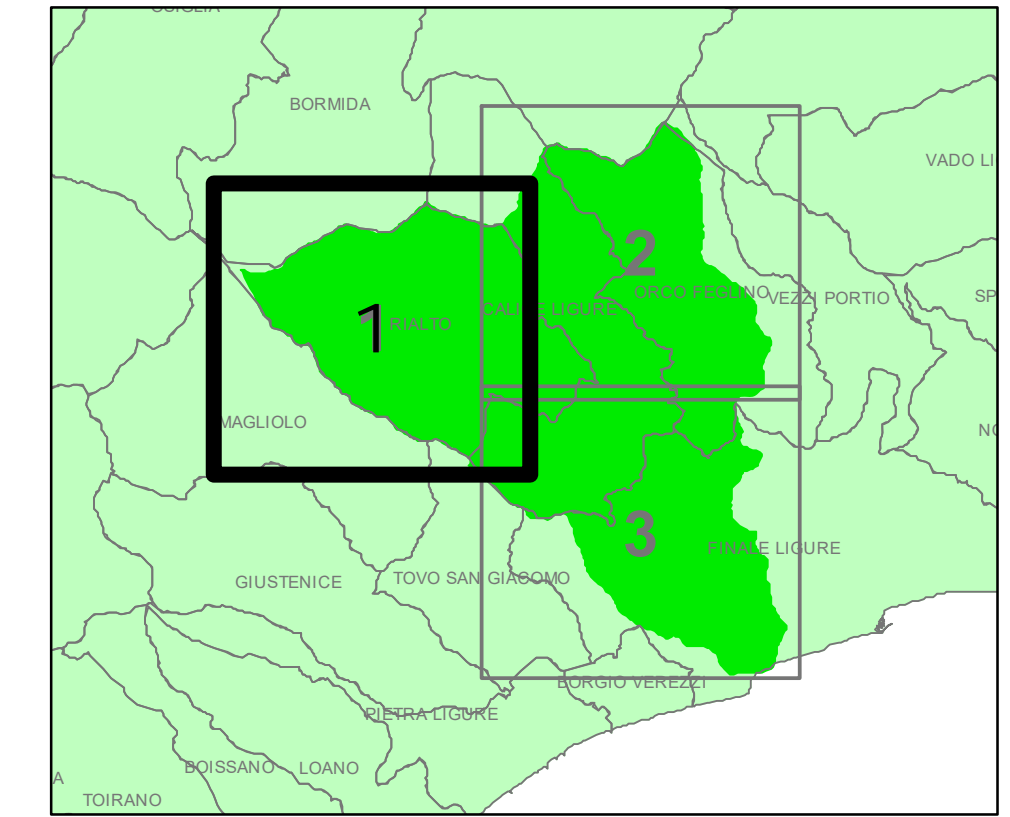 BORMIDA
VADO LI
2
ORCO FEGLINO
VEZZI PORTIO
SP
CALICE LIGURE
1
RIALTO
MAGLIOLO
NO
3
FINALE LIGURE
GIUSTENICE
TOVO SAN GIACOMO
BORGIO VEREZZI
PIETRA LIGURE
BOISSANO
LOANO
A
TOIRANO